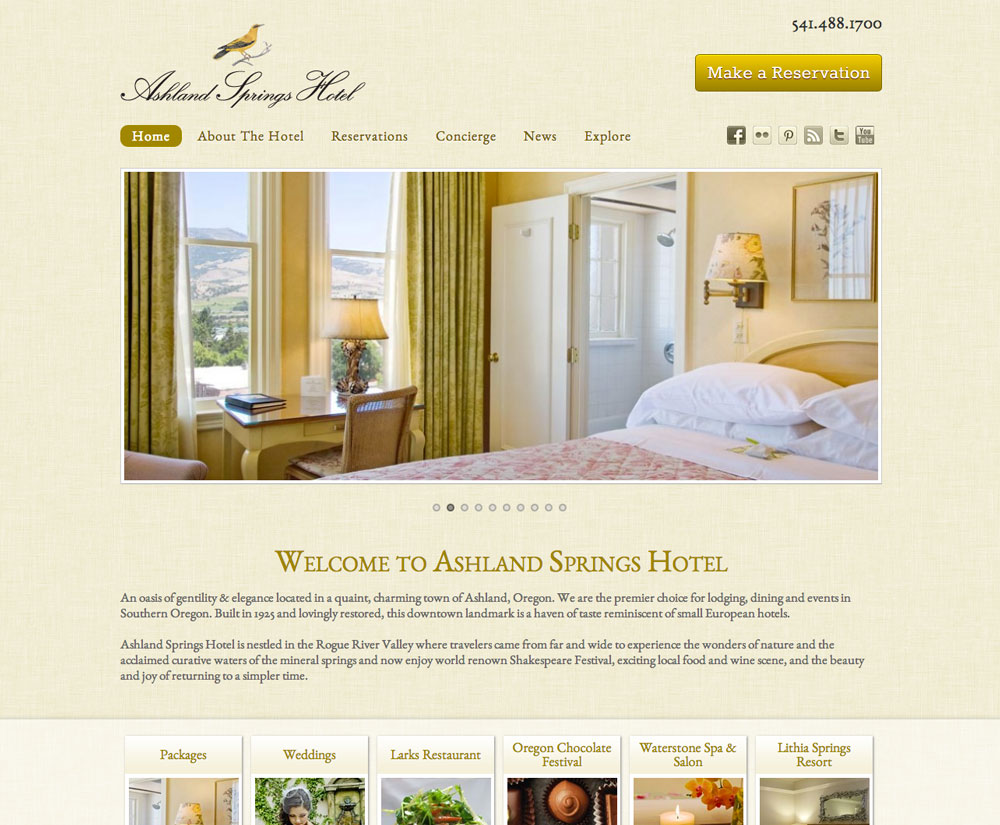 541.488.1700
Ashland Springs Hotel
Make a Reservation
Home About The Hotel Reservations Concierge News Explore
You Tube
Welcome to Ashland Springs Hotel
An oasis of gentility & elegance located in a quaint, charming town of Ashland, Oregon. We are the premier choice for lodging, dining and events in
Southern Oregon. Built in 1925 and lovingly restored, this downtown landmark is a haven of taste reminiscent of small European hotels.
Ashland Springs Hotel is nestled in the Rogue River Valley where travelers came from far and wide to experience the wonders of nature and the
acclaimed curative waters of the mineral springs and now enjoy world renown Shakespeare Festival, exciting local food and wine scene, and the beauty
and joy of returning to a simpler time.
Packages
Weddings
Larks Restaurant
Oregon Chocolate
Festival
Waterstone Spa &
Salon
Lithia Springs
Resort